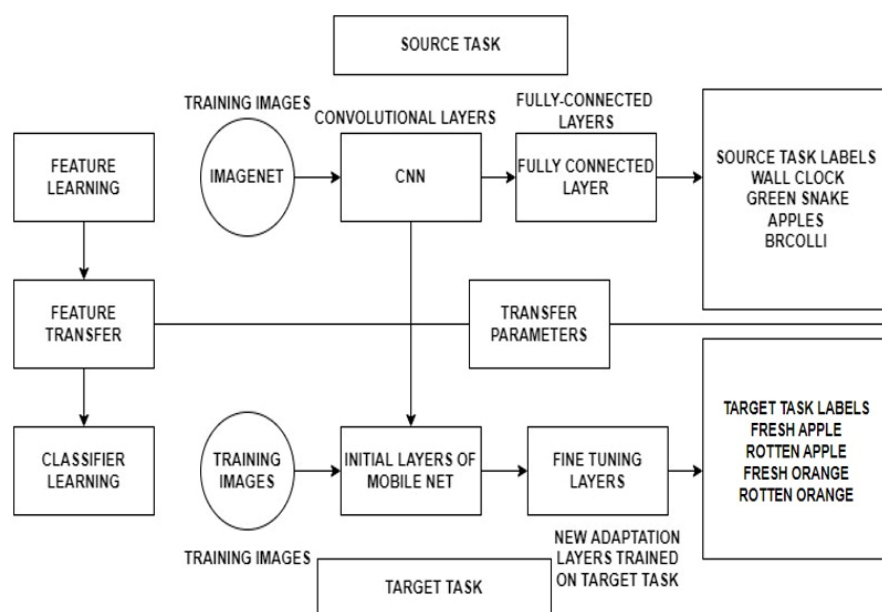 SOURCE TASK
TRAINING IMAGES
CONVOLUTIONAL LAYERS
FULLY-CONNECTED
LAYERS
FEATURE
LEARNING
IMAGENET
CNN
FULLY CONNECTED
LAYER
SOURCE TASK LABELS
WALL CLOCK
GREEN SNAKE
APPLES
BRCOLLI
FEATURE
TRANSFER
TRANSFER
PARAMETERS
CLASSIFIER
LEARNING
TRAINING
IMAGES
INITIAL LAYERS OF
MOBILE NET
FINE TUNING
LAYERS
TARGET TASK LABELS
FRESH APPLE
ROTTEN APPLE
FRESH ORANGE
ROTTEN ORANGE
TRAINING IMAGES
NEW ADAPTATION
LAYERS TRAINED
ON TARGET TASK
TARGET TASK